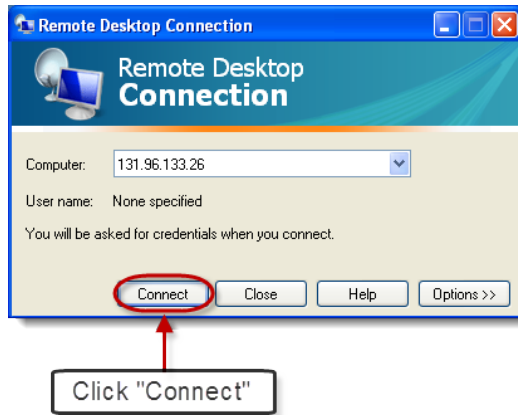 Remote Desktop Connection
Remote Desktop
Connection
Computer: 131.96.133.26
User name: None specified
You will be asked for credentials when you connect.
Connect Close Help Options >>
Click "Connect"